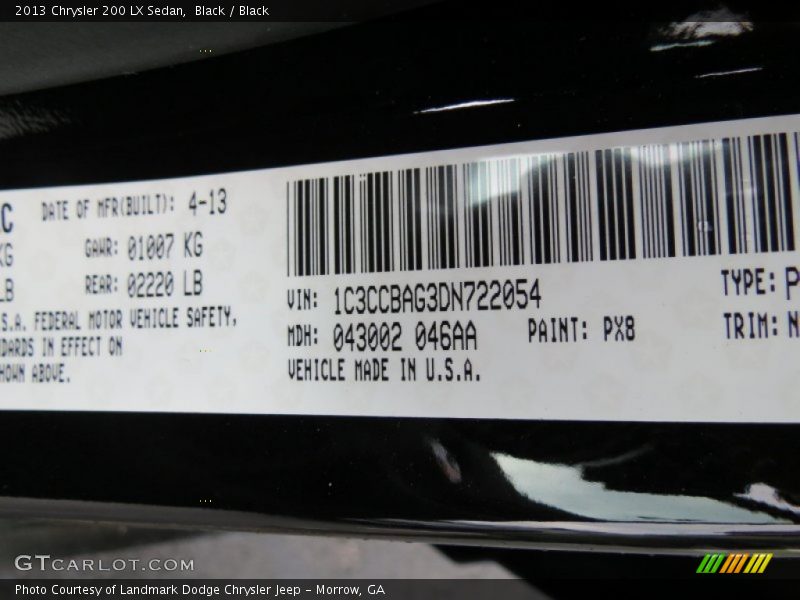 2013 Chrysler 200 LX Sedan, Black / Black
C
DATE OF MFR(BUILT): 4-13
KG GAWR: 01007 KG
LB REAR: 02220 LB
S.A. FEDERAL MOTOR VEHICLE SAFETY,
DARDS IN EFFECT ON
HOWN ABOVE.
VIN: 1C3CCBAG3DN722054 TYPE: P
MDH: 043002 046AA PAINT: PX8 TRIM: N
VEHICLE MADE IN U.S.A.
GTCARLOT.COM
Photo Courtesy of Landmark Dodge Chrysler Jeep - Morrow, GA